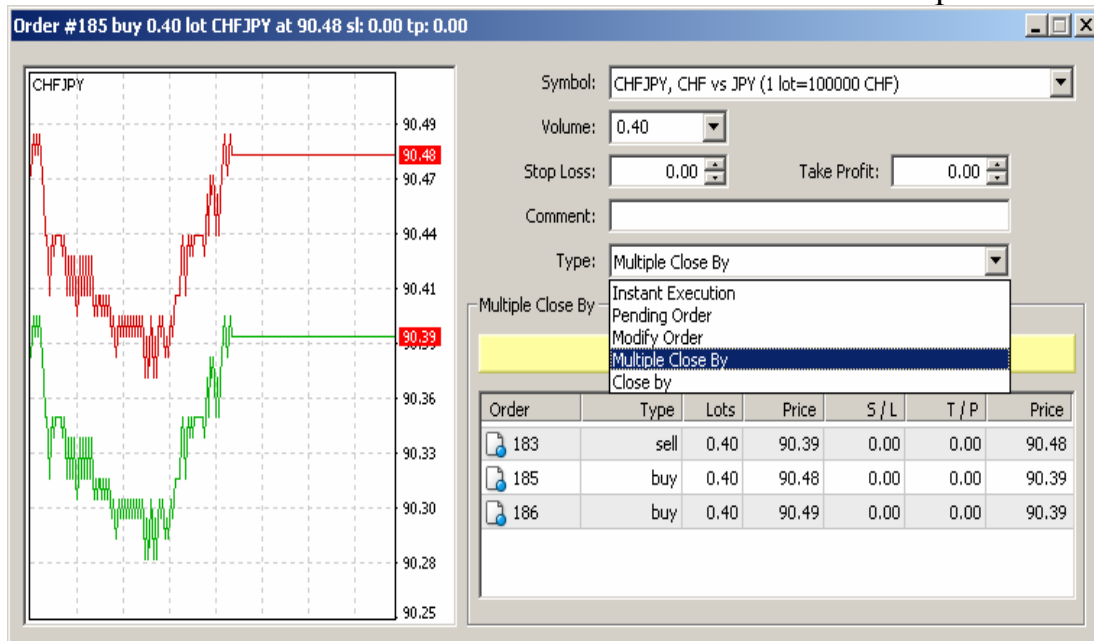 Order #185 buy 0.40 lot CHFJPY at 90.48 sl: 0.00 tp: 0.00
CHFJPY
90.49
90.48
90.47
90.44
90.41
90.39
90.36
90.33
90.30
90.28
90.25
Symbol: CHFJPY, CHF vs JPY (1 lot=100000 CHF)
Volume: 0.40
Stop Loss: 0.00 Take Profit: 0.00
Comment:
Type: Multiple Close By
Instant Execution
Pending Order
Modify Order
Multiple Close By
Close by
Multiple Close By
Order Type Lots Price S / L T / P Price
183 sell 0.40 90.39 0.00 0.00 90.48
185 buy 0.40 90.48 0.00 0.00 90.39
186 buy 0.40 90.49 0.00 0.00 90.39